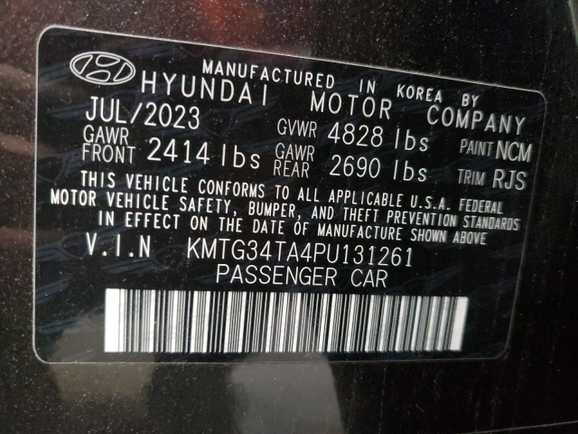 MANUFACTURED IN KOREA BY
HYUNDAI MOTOR COMPANY
JUL/2023 GVWR 4828 lbs PAINT NCM
GAWR FRONT 2414 lbs GAWR REAR 2690 lbs TRIM RJS
THIS VEHICLE CONFORMS TO ALL APPLICABLE U.S.A. FEDERAL
MOTOR VEHICLE SAFETY, BUMPER, AND THEFT PREVENTION STANDARDS
IN EFFECT ON THE DATE OF MANUFACTURE SHOWN ABOVE
V.I.N KMTG34TA4PU131261
PASSENGER CAR